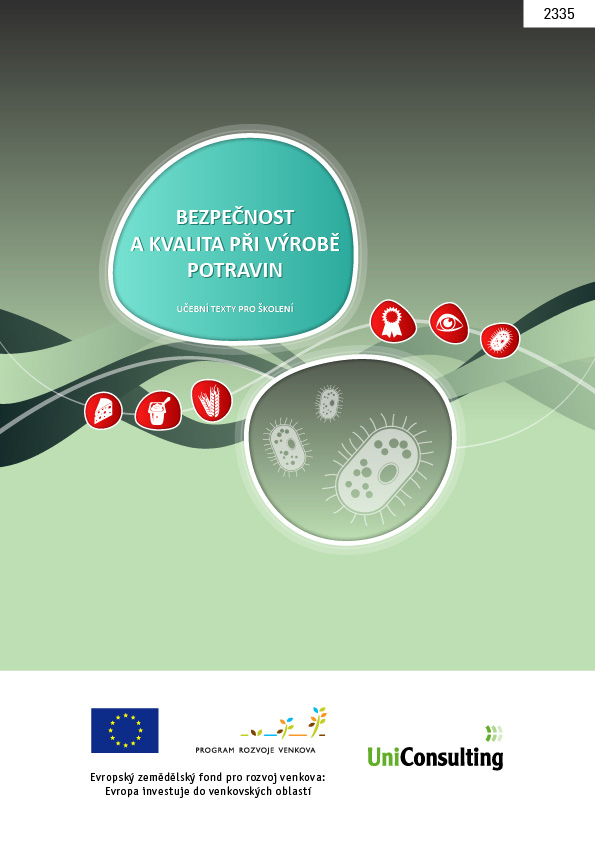 2335
BEZPEČNOST
A KVALITA PŘI VÝROBĚ
POTRAVIN
UČEBNÍ TEXTY PRO ŠKOLENÍ
PROGRAM ROZVOJE VENKOVA
UniConsulting
Evropský zemědělský fond pro rozvoj venkova:
Evropa investuje do venkovských oblastí